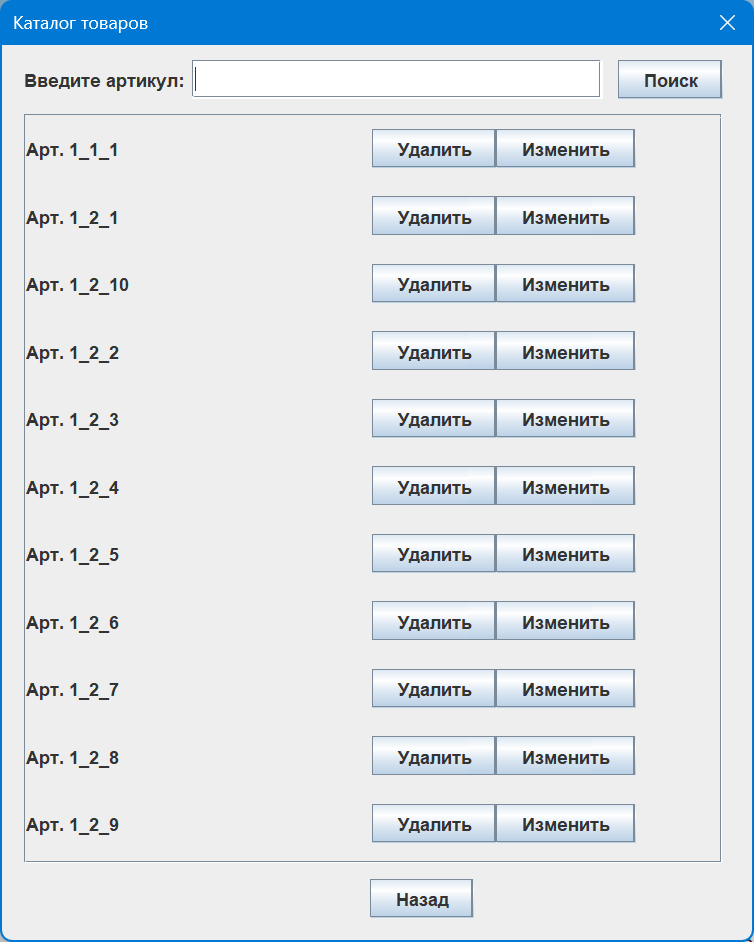 Каталог товаров
Введите артикул: Поиск
Арт. 1_1_1 Удалить Изменить
Арт. 1_2_1 Удалить Изменить
Арт. 1_2_10 Удалить Изменить
Арт. 1_2_2 Удалить Изменить
Арт. 1_2_3 Удалить Изменить
Арт. 1_2_4 Удалить Изменить
Арт. 1_2_5 Удалить Изменить
Арт. 1_2_6 Удалить Изменить
Арт. 1_2_7 Удалить Изменить
Арт. 1_2_8 Удалить Изменить
Арт. 1_2_9 Удалить Изменить
Назад